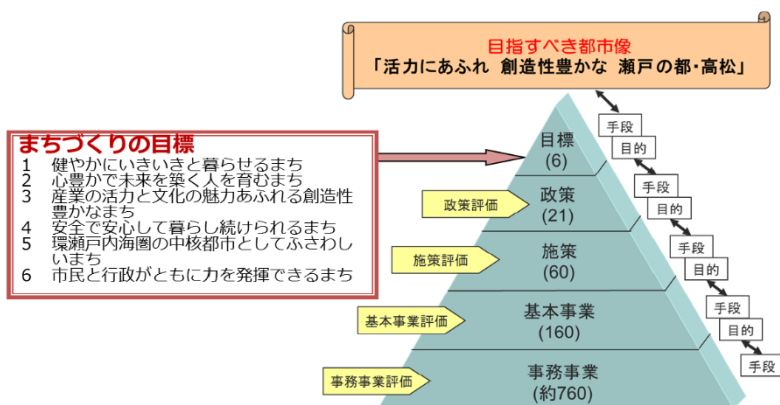 目指すべき都市像
「活力にあふれ 創造性豊かな 瀬戸の都・高松」
まちづくりの目標
1 健やかにいきいきと暮らせるまち
2 心豊かで未来を築く人を育むまち
3 産業の活力と文化の魅力あふれる創造性
豊かなまち
4 安全で安心して暮らし続けられるまち
5 環瀬戸内海圏の中核都市としてふさわし
いまち
6 市民と行政がともに力を発揮できるまち
目標
(6)
政策
(21)
施策
(60)
基本事業
(160)
事務事業
(約760)
政策評価
施策評価
基本事業評価
事務事業評価
手段
目的
手段
目的
手段
目的
手段
目的
手段